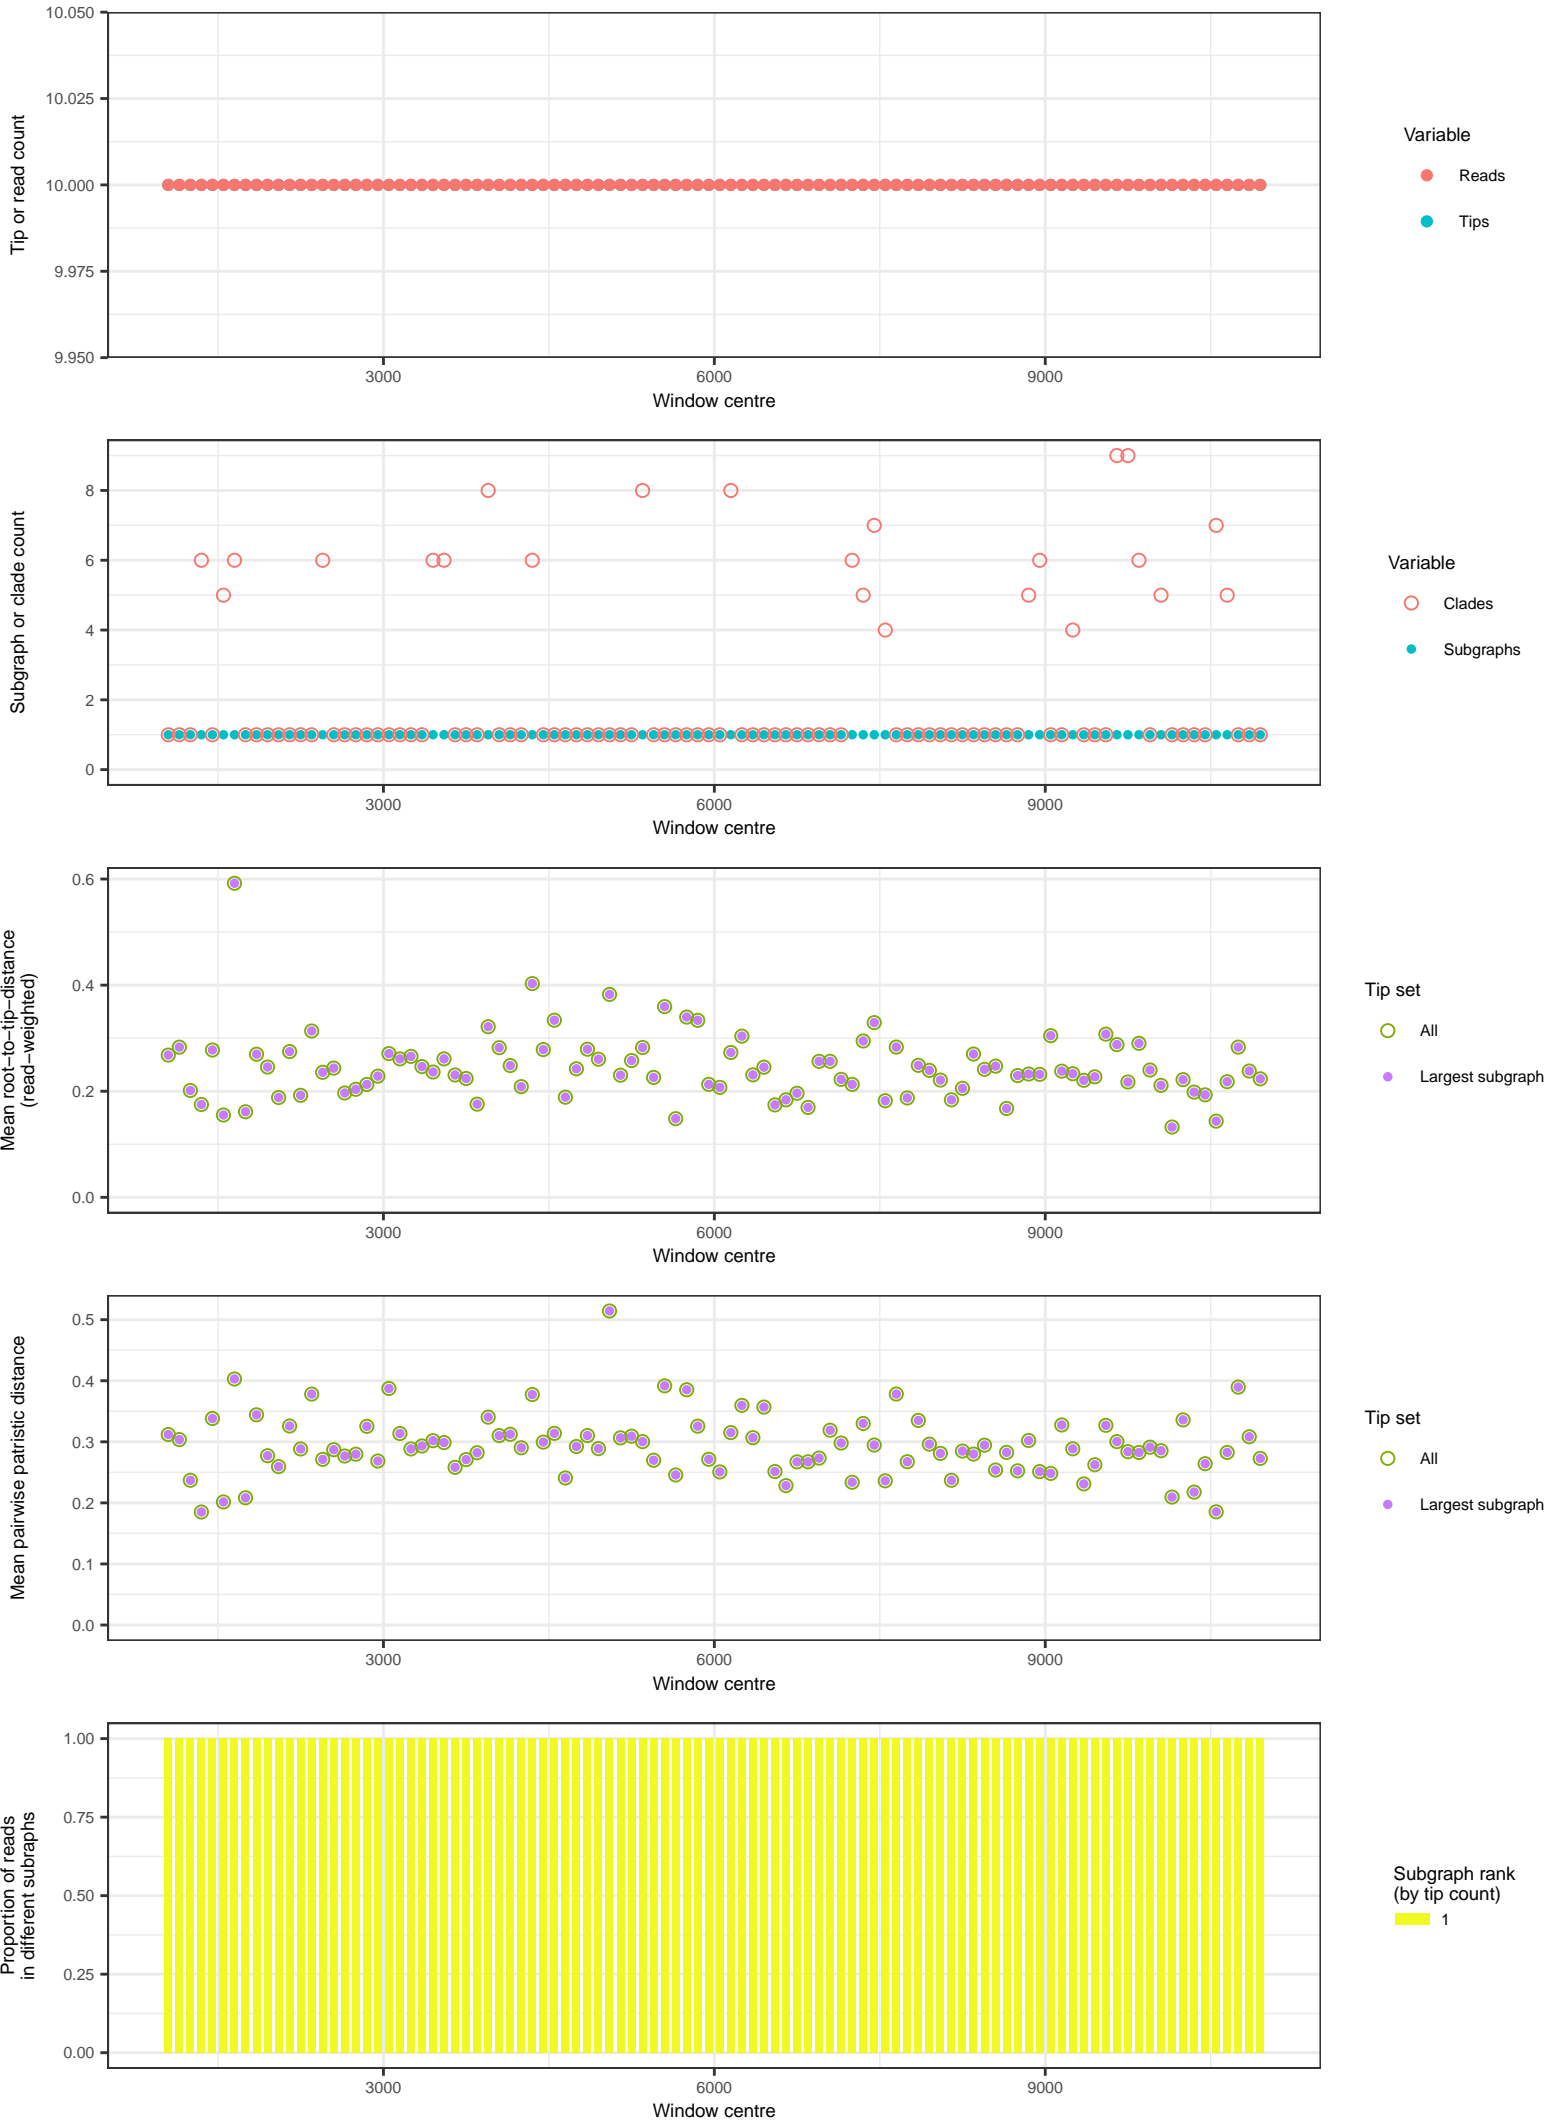 10.050
10.025
10.000
9.975
9.950
Tip or read count
3000
6000
9000
Window centre
Variable
Reads
Tips
8
6
4
2
0
Subgraph or clade count
3000
6000
9000
Window centre
Variable
Clades
Subgraphs
0.6
0.4
0.2
0.0
Mean root−to−tip−distance
(read−weighted)
3000
6000
9000
Window centre
Tip set
All
Largest subgraph
0.5
0.4
0.3
0.2
0.1
0.0
Mean pairwise patristic distance
3000
6000
9000
Window centre
Tip set
All
Largest subgraph
1.00
0.75
0.50
0.25
0.00
Proportion of reads
in different subraphs
3000
6000
9000
Window centre
Subgraph rank
(by tip count)
1